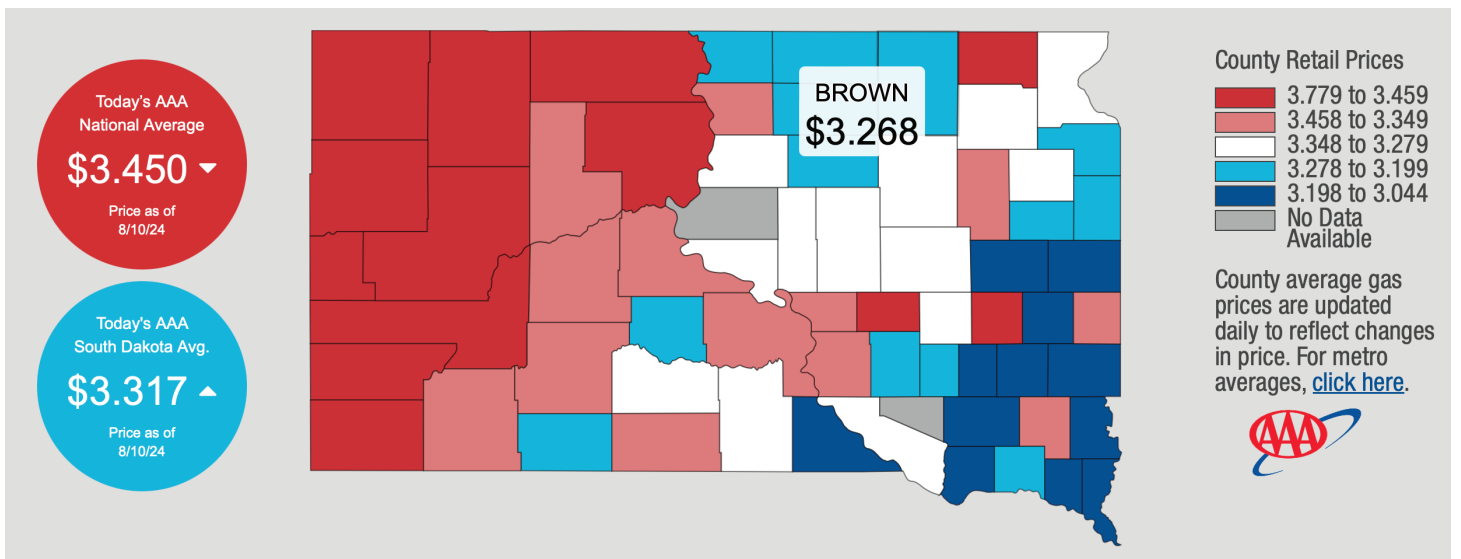 Today's AAA
National Average
$3.450
Price as of
8/10/24
Today's AAA
South Dakota Avg.
$3.317
Price as of
8/10/24
BROWN
$3.268
County Retail Prices
3.779 to 3.459
3.458 to 3.349
3.348 to 3.279
3.278 to 3.199
3.198 to 3.044
No Data
Available
County average gas
prices are updated
daily to reflect changes
in price. For metro
averages, click here.
AAA